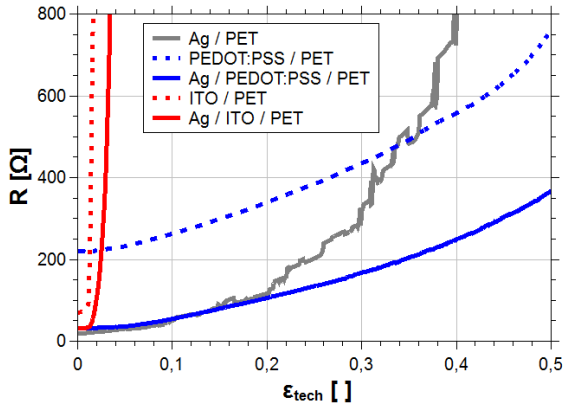 800
600
400
200
0
R [Ω]
Ag / PET
PEDOT:PSS / PET
Ag / PEDOT:PSS / PET
ITO / PET
Ag / ITO / PET
0 0,1 0,2 0,3 0,4 0,5
εtech [ ]